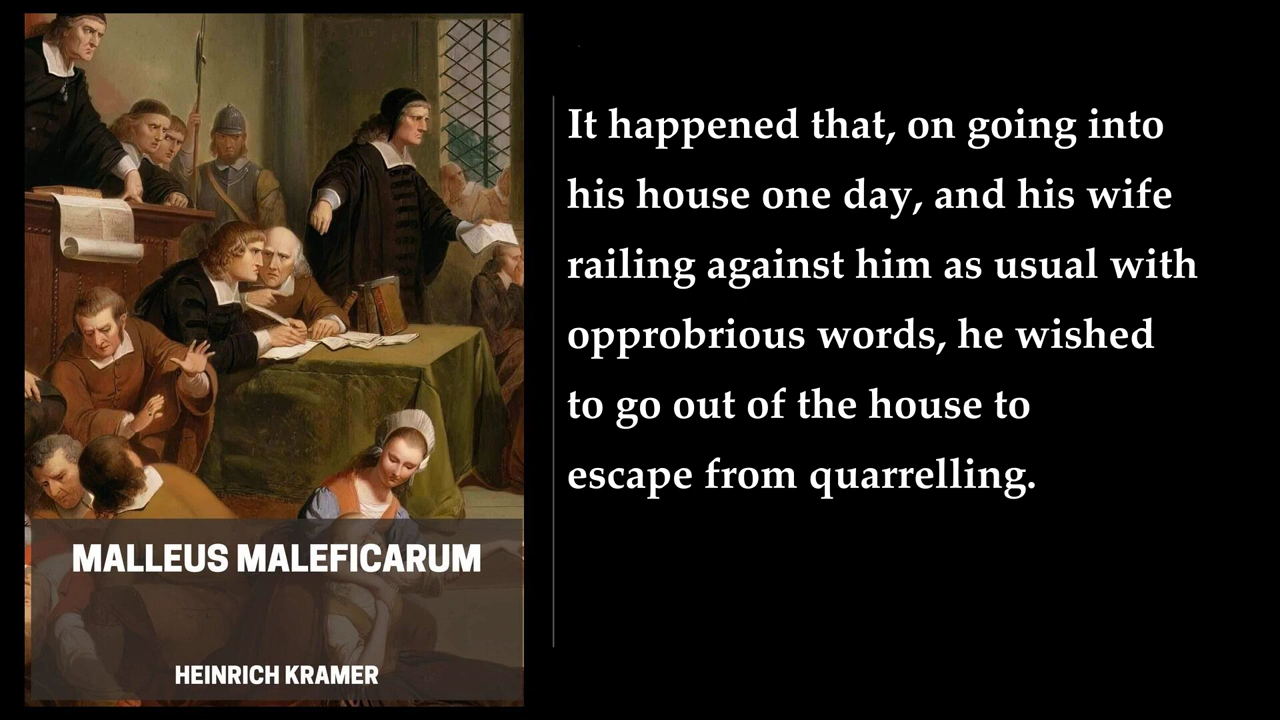 MALLEUS MALEFICARUM
HEINRICH KRAMER
It happened that, on going into
his house one day, and his wife
railing against him as usual with
opprobrious words, he wished
to go out of the house to
escape from quarrelling.